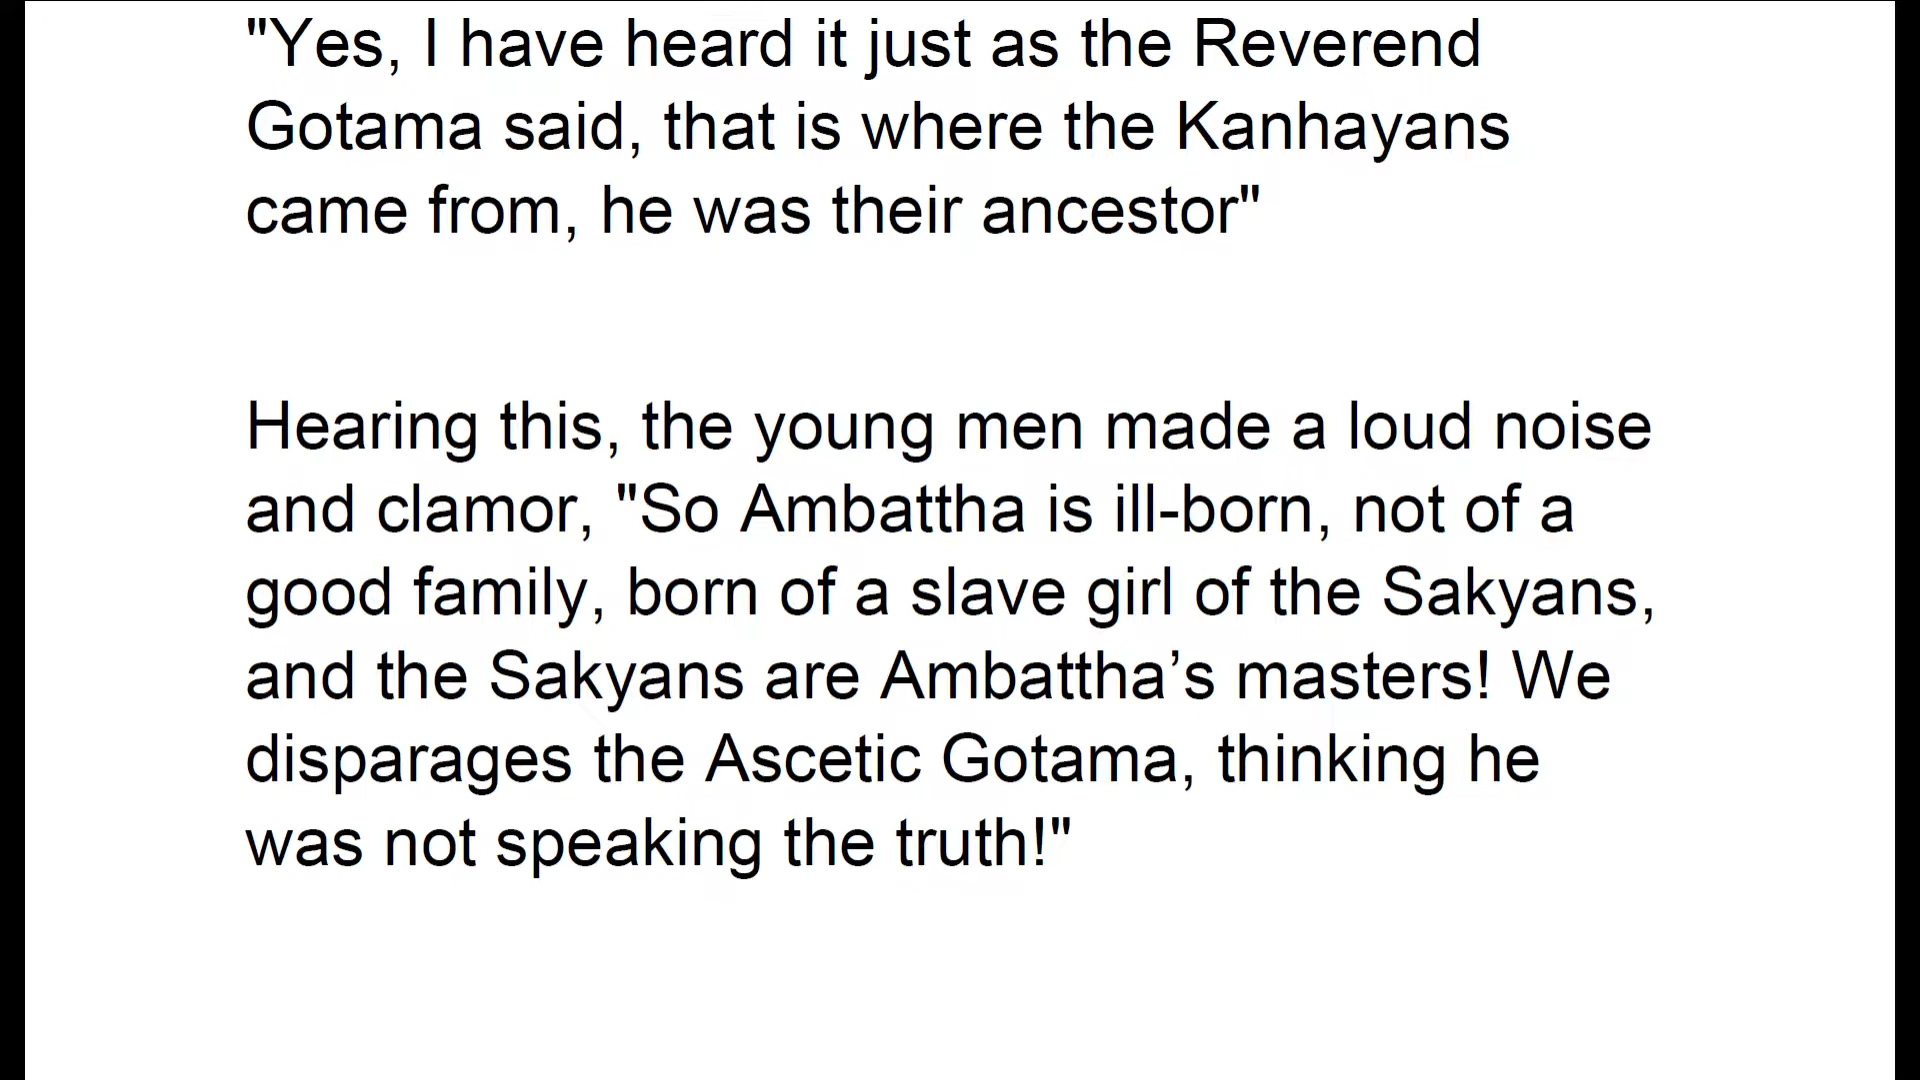 "Yes, I have heard it just as the Reverend
Gotama said, that is where the Kanhayans
came from, he was their ancestor"
Hearing this, the young men made a loud noise
and clamor, "So Ambattha is ill-born, not of a
good family, born of a slave girl of the Sakyans,
and the Sakyans are Ambattha’s masters! We
disparages the Ascetic Gotama, thinking he
was not speaking the truth!"